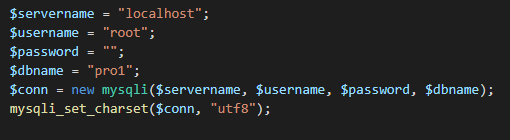 $servername = "localhost";
$username = "root";
$password = "";
$dbname = "pro1";
$conn = new mysqli($servername, $username, $password, $dbname);
mysqli_set_charset($conn, "utf8");